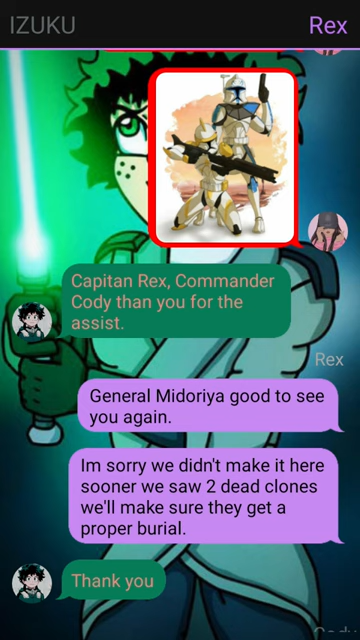 IZUKU
Rex
Capitan Rex, Commander
Cody than you for the
assist.
Rex
General Midoriya good to see
you again.
Im sorry we didn't make it here
sooner we saw 2 dead clones
we'll make sure they get a
proper burial.
Thank you